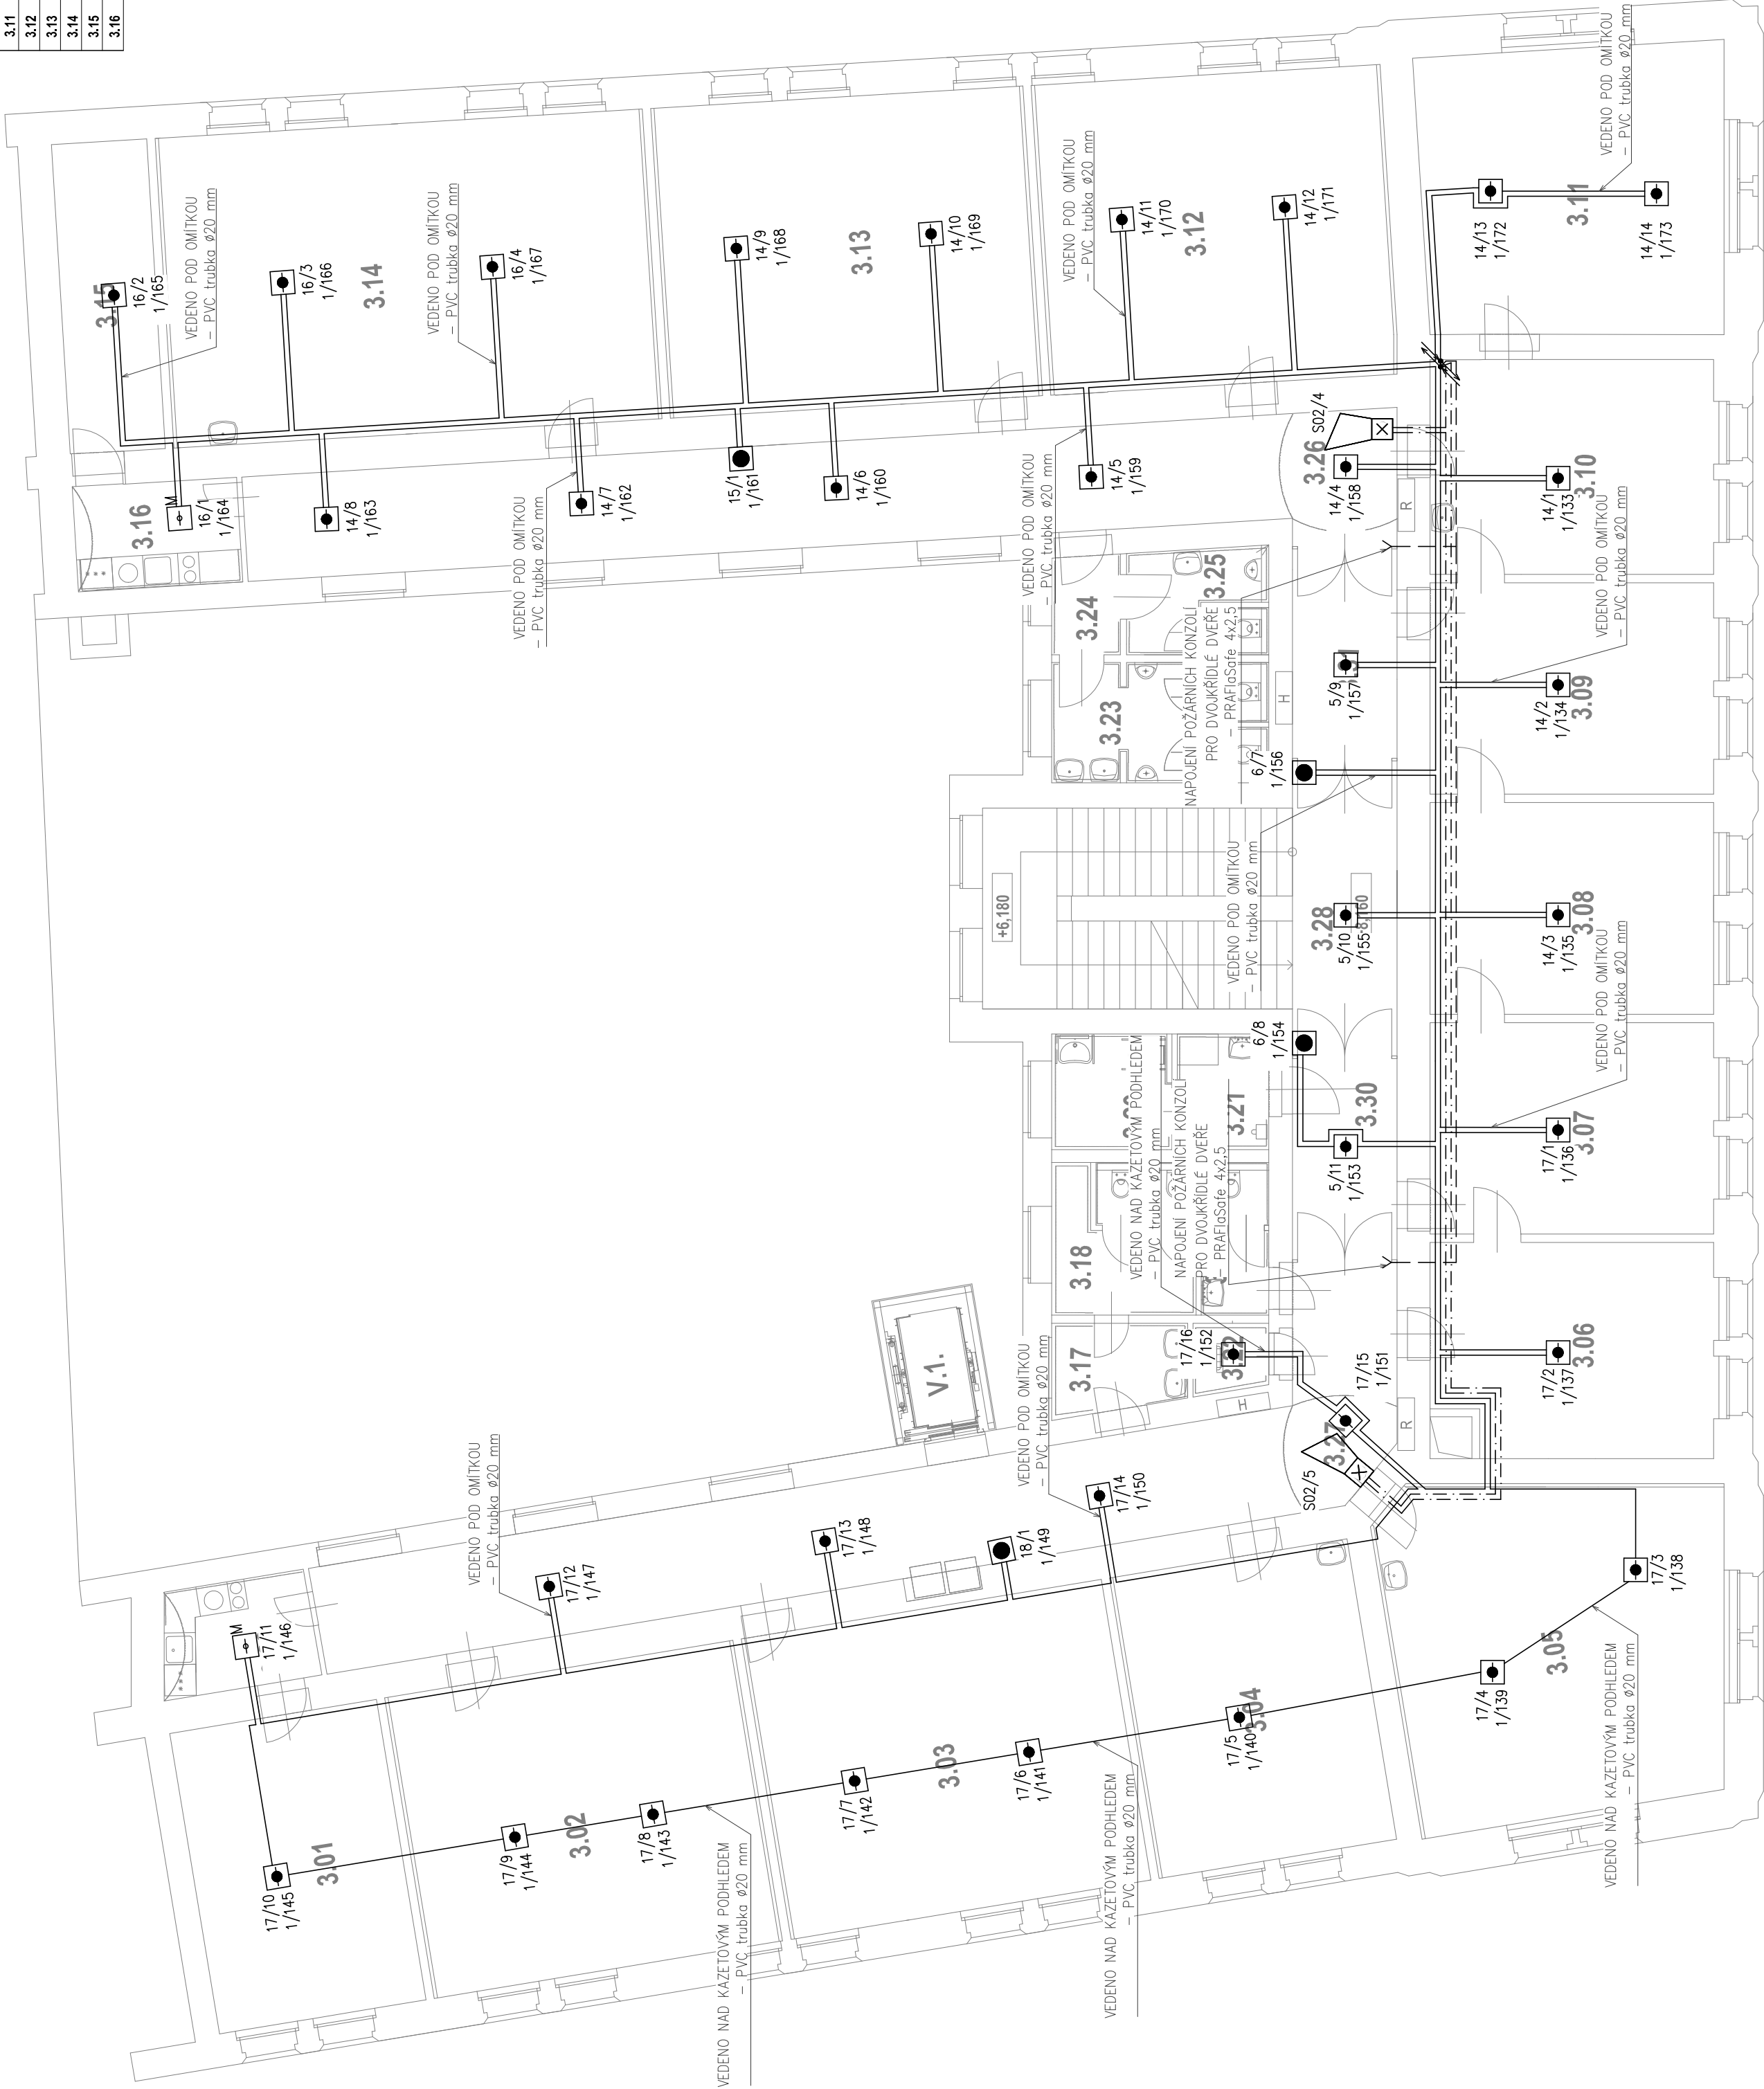 3.11
3.12
3.13
3.14
3.15
3.16
3.15
16/2
1/165
VEDENO POD OMÍTKOU
– PVC trubka ø20 mm
16/3
1/166
3.14
VEDENO POD OMÍTKOU
– PVC trubka ø20 mm
16/4
1/167
14/9
1/168
3.13
14/10
1/169
VEDENO POD OMÍTKOU
– PVC trubka ø20 mm
14/11
1/170
3.12
14/12
1/171
VEDENO POD OMÍTKOU
– PVC trubka ø20 mm
14/13
1/172
3.11
14/14
1/173
3.16
M
16/1
1/164
14/8
1/163
VEDENO POD OMÍTKOU
– PVC trubka ø20 mm
14/7
1/162
15/1
1/161
14/6
1/160
VEDENO POD OMÍTKOU
– PVC trubka ø20 mm
14/5
1/159
S02/4
3.26
14/4
1/158
R
14/1
1/133
3.10
VEDENO POD OMÍTKOU
– PVC trubka ø20 mm
3.24
3.25
3.23
NAPOJENÍ POŽÁRNÍCH KONZOLÍ
PRO DVOJKŘÍDLÉ DVEŘE
– PRAFlaSafe 4x2,5
H
5/9
1/157
14/2
1/134
3.09
6/7
1/156
VEDENO POD OMÍTKOU
– PVC trubka ø20 mm
+6,180
3.28
5/10
1/155
8,160
14/3
1/135
3.08
VEDENO POD OMÍTKOU
– PVC trubka ø20 mm
6/8
1/154
3.21
3.30
5/11
1/153
17/1
1/136
3.07
VEDENO NAD KAZETOVÝM PODHLEDEM
– PVC trubka ø20 mm
NAPOJENÍ POŽÁRNÍCH KONZOLÍ
PRO DVOJKŘÍDLÉ DVEŘE
– PRAFlaSafe 4x2,5
3.18
3.17
17/16
1/152
3.22
H
17/15
1/151
17/2
1/137
3.06
R
V.1.
VEDENO POD OMÍTKOU
– PVC trubka ø20 mm
3.27
S02/5
17/14
1/150
18/1
1/149
17/13
1/148
VEDENO POD OMÍTKOU
– PVC trubka ø20 mm
17/12
1/147
M
17/11
1/146
17/3
1/138
3.05
17/4
1/139
VEDENO NAD KAZETOVÝM PODHLEDEM
– PVC trubka ø20 mm
3.04
17/5
1/140
17/6
1/141
VEDENO NAD KAZETOVÝM PODHLEDEM
– PVC trubka ø20 mm
3.03
17/7
1/142
17/8
1/143
VEDENO NAD KAZETOVÝM PODHLEDEM
– PVC trubka ø20 mm
3.02
17/9
1/144
3.01
17/10
1/145